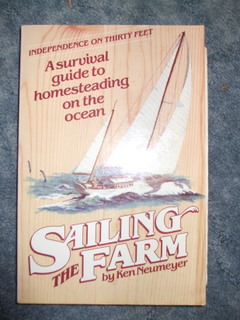 INDEPENDENCE ON THIRTY FEET
A survival
guide to
homesteading
on the
ocean
SAILING
THE FARM
by Ken Neumeyer